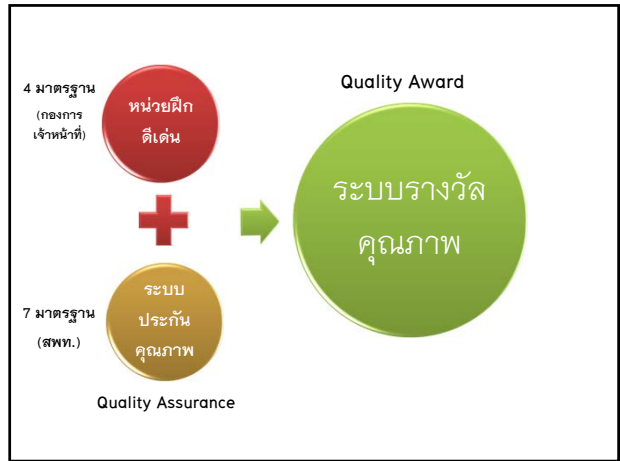 4 มาตรฐาน
(กองการ
เจ้าหน้าที่)
หน่วยฝึก
ดีเด่น
7 มาตรฐาน
(สพท.)
ระบบ
ประกัน
คุณภาพ
Quality Assurance
Quality Award
ระบบรางวัล
คุณภาพ